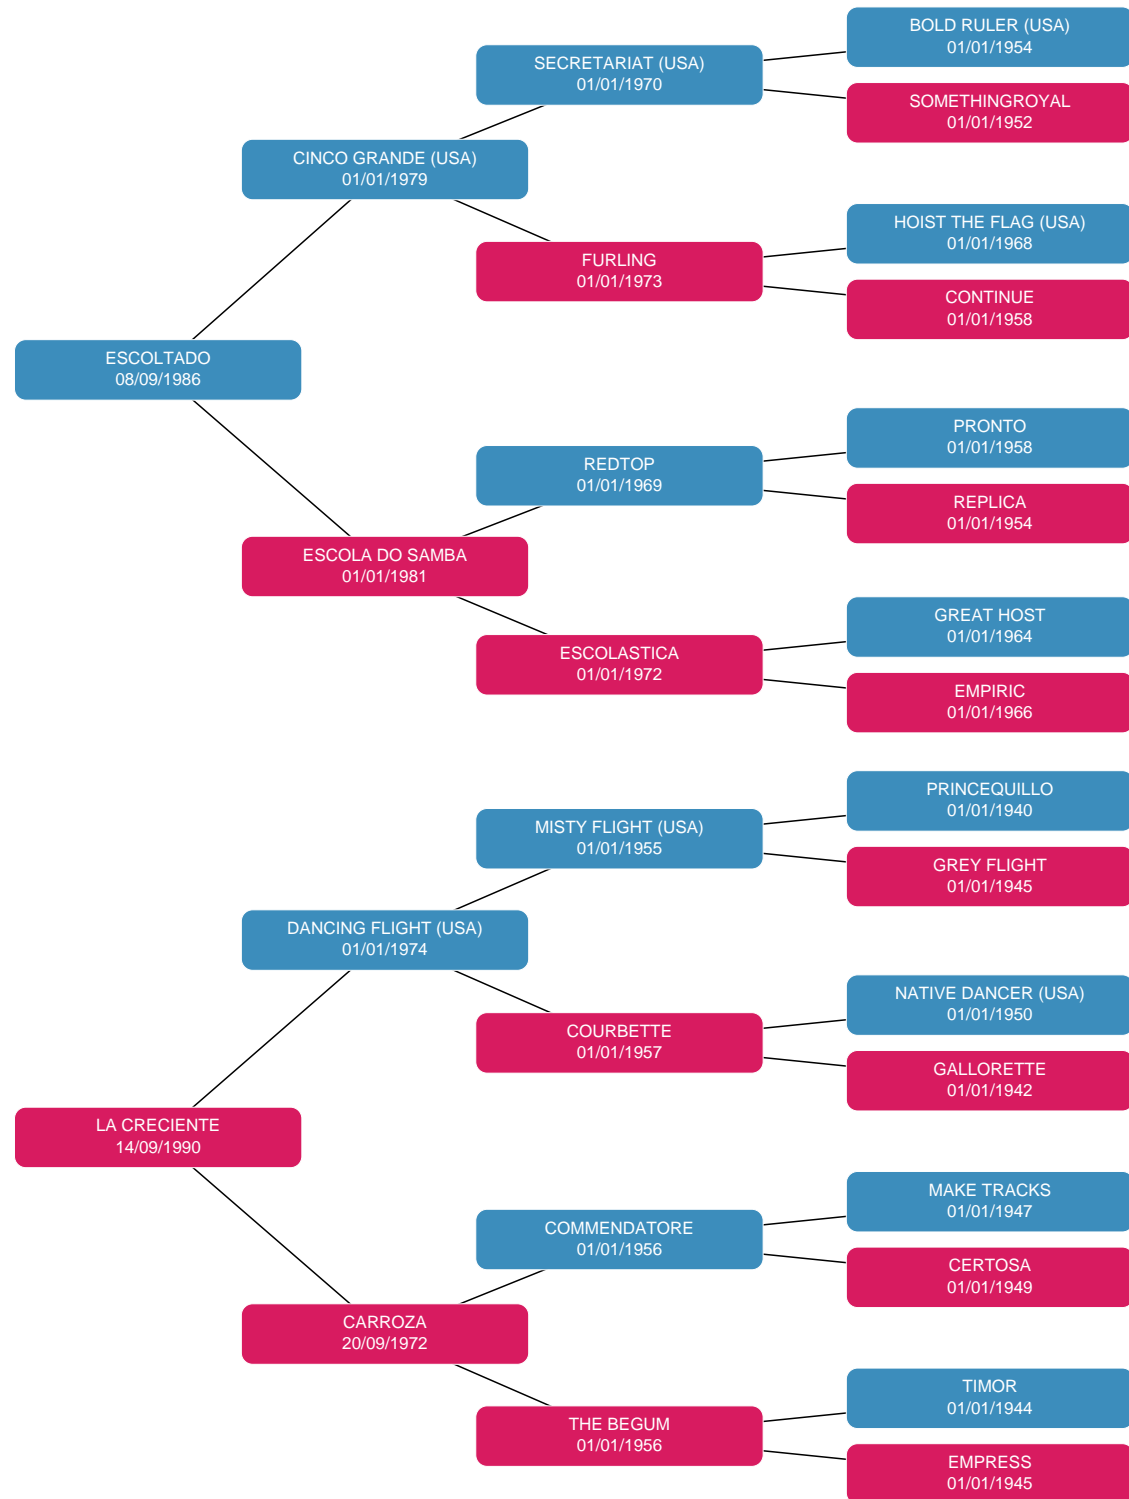 BOLD RULER (USA)
01/01/1954
SECRETARIAT (USA)
01/01/1970
SOMETHINGROYAL
01/01/1952
CINCO GRANDE (USA)
01/01/1979
HOIST THE FLAG (USA)
01/01/1968
FURLING
01/01/1973
CONTINUE
01/01/1958
ESCOLTADO
08/09/1986
PRONTO
01/01/1958
REDTOP
01/01/1969
REPLICA
01/01/1954
ESCOLA DO SAMBA
01/01/1981
GREAT HOST
01/01/1964
ESCOLASTICA
01/01/1972
EMPIRIC
01/01/1966
PRINCEQUILLO
01/01/1940
MISTY FLIGHT (USA)
01/01/1955
GREY FLIGHT
01/01/1945
DANCING FLIGHT (USA)
01/01/1974
NATIVE DANCER (USA)
01/01/1950
COURBETTE
01/01/1957
GALLORETTE
01/01/1942
LA CRECIENTE
14/09/1990
MAKE TRACKS
01/01/1947
COMMENDATORE
01/01/1956
CERTOSA
01/01/1949
CARROZA
20/09/1972
TIMOR
01/01/1944
THE BEGUM
01/01/1956
EMPRESS
01/01/1945